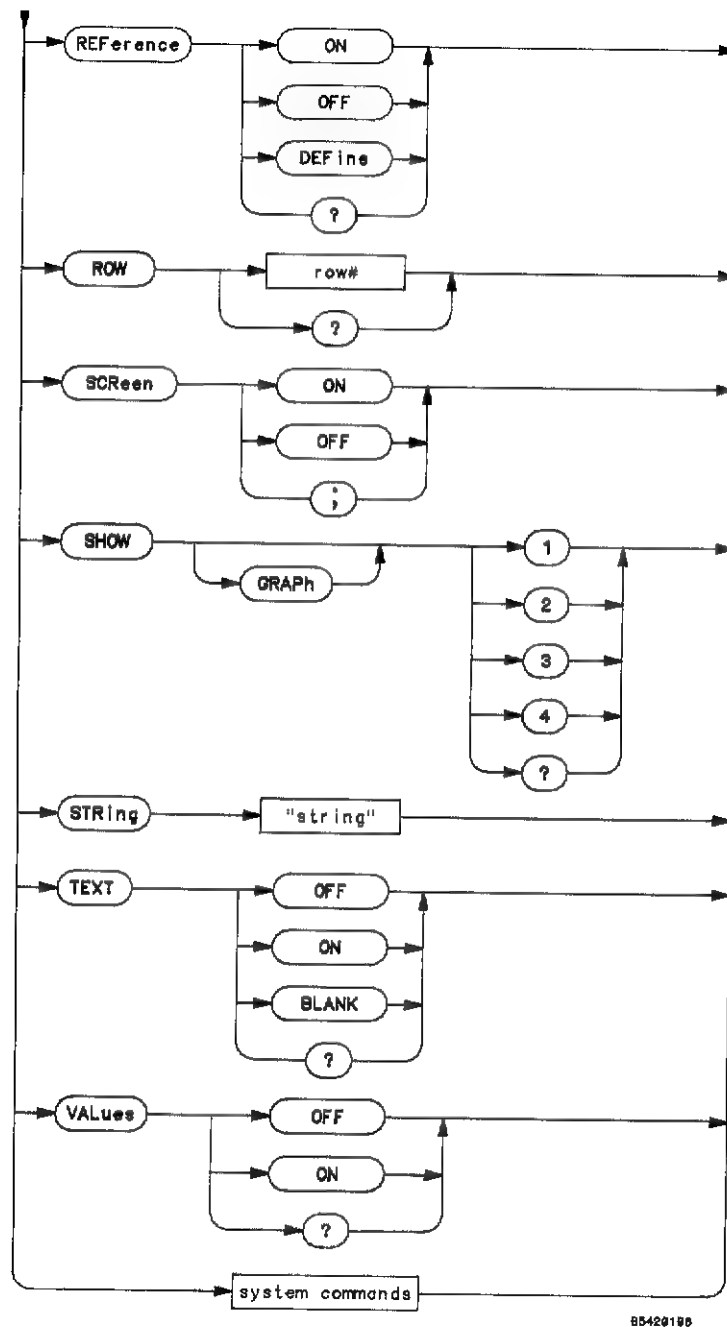 REFerence ON
OFF
DEFine
?
ROW row#
?
SCReen ON
OFF
;
SHOW 1
GRAPh
2
3
4
?
STRing "string"
TEXT OFF
ON
BLANK
?
VALues OFF
ON
?
system commands